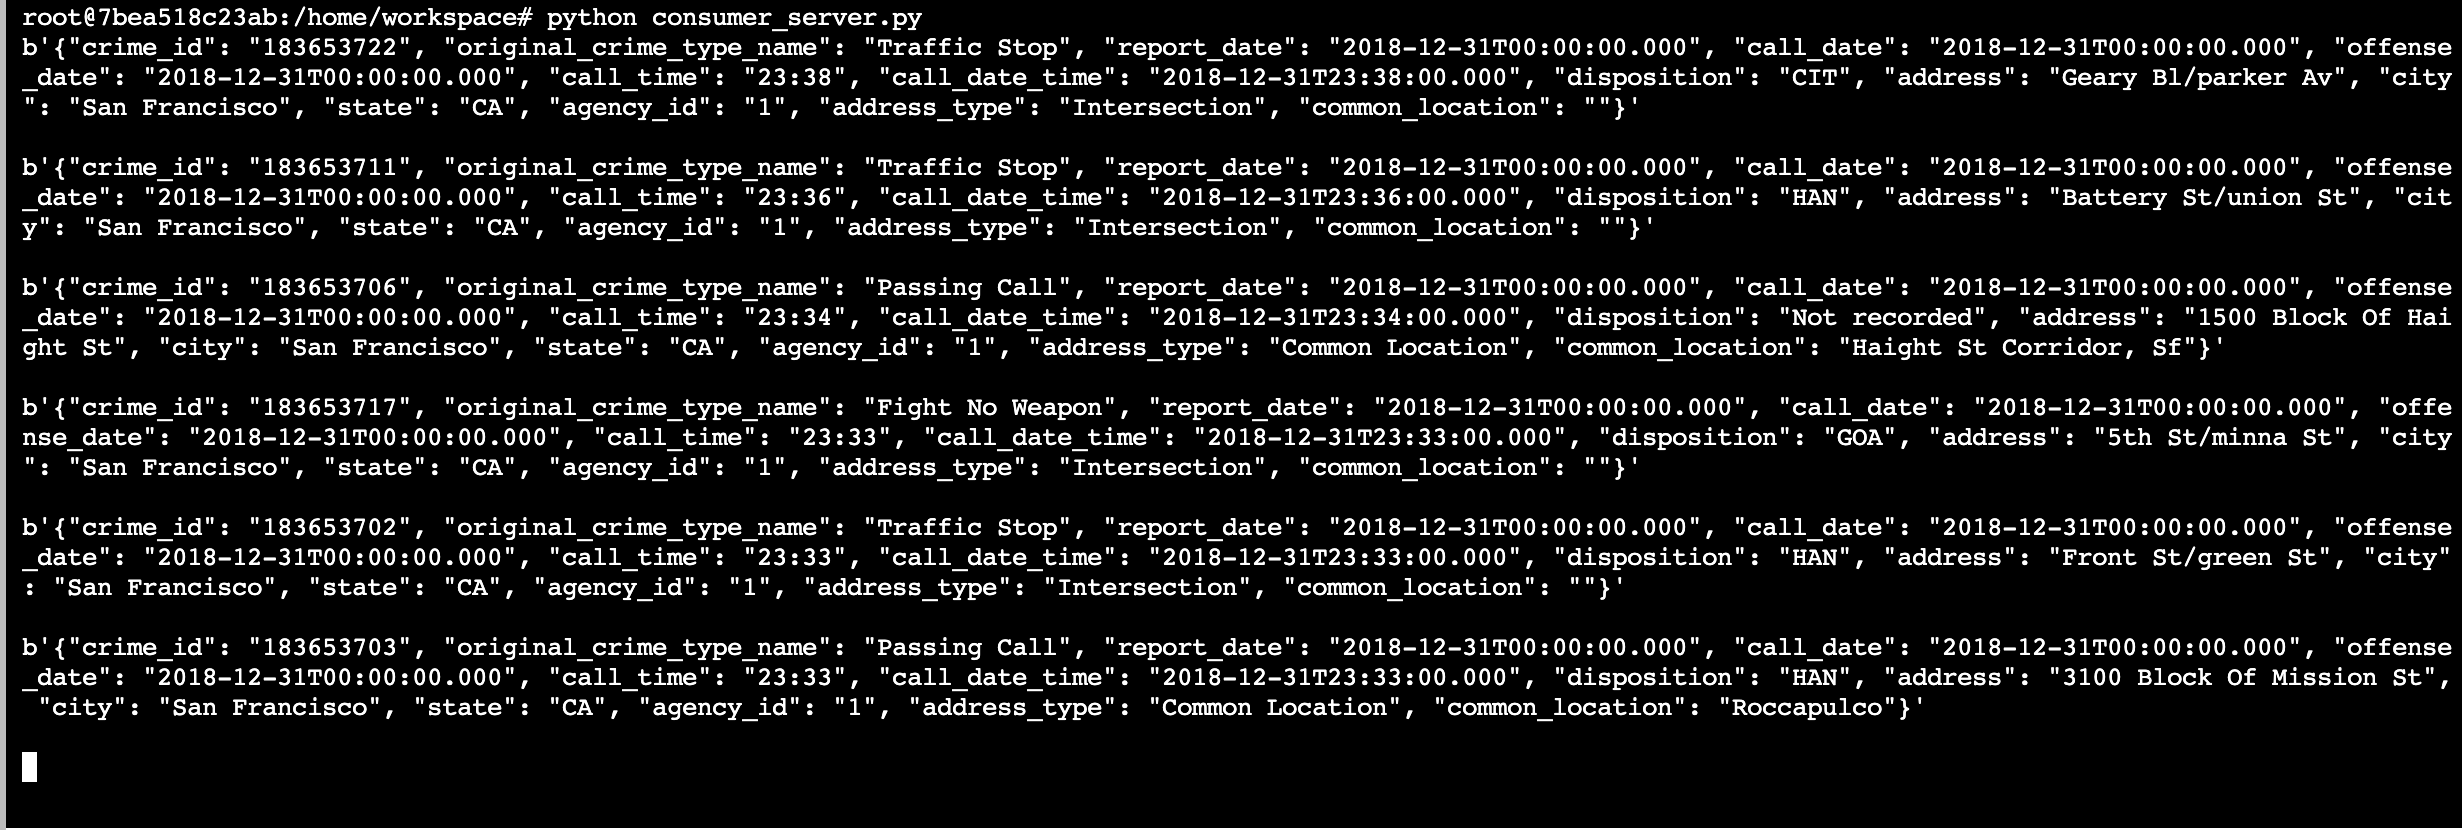 root@7bea518c23ab:/home/workspace# python consumer_server.py
b'{"crime_id": "183653722", "original_crime_type_name": "Traffic Stop", "report_date": "2018-12-31T00:00:00.000", "call_date": "2018-12-31T00:00:00.000", "offense
_date": "2018-12-31T00:00:00.000", "call_time": "23:38", "call_date_time": "2018-12-31T23:38:00.000", "disposition": "CIT", "address": "Geary Bl/parker Av", "city
": "San Francisco", "state": "CA", "agency_id": "1", "address_type": "Intersection", "common_location": ""}'
b'{"crime_id": "183653711", "original_crime_type_name": "Traffic Stop", "report_date": "2018-12-31T00:00:00.000", "call_date": "2018-12-31T00:00:00.000", "offense
_date": "2018-12-31T00:00:00.000", "call_time": "23:36", "call_date_time": "2018-12-31T23:36:00.000", "disposition": "HAN", "address": "Battery St/union St", "cit
y": "San Francisco", "state": "CA", "agency_id": "1", "address_type": "Intersection", "common_location": ""}'
b'{"crime_id": "183653706", "original_crime_type_name": "Passing Call", "report_date": "2018-12-31T00:00:00.000", "call_date": "2018-12-31T00:00:00.000", "offense
_date": "2018-12-31T00:00:00.000", "call_time": "23:34", "call_date_time": "2018-12-31T23:34:00.000", "disposition": "Not recorded", "address": "1500 Block Of Hai
ght St", "city": "San Francisco", "state": "CA", "agency_id": "1", "address_type": "Common Location", "common_location": "Haight St Corridor, Sf"}'
b'{"crime_id": "183653717", "original_crime_type_name": "Fight No Weapon", "report_date": "2018-12-31T00:00:00.000", "call_date": "2018-12-31T00:00:00.000", "offe
nse_date": "2018-12-31T00:00:00.000", "call_time": "23:33", "call_date_time": "2018-12-31T23:33:00.000", "disposition": "GOA", "address": "5th St/minna St", "city
": "San Francisco", "state": "CA", "agency_id": "1", "address_type": "Intersection", "common_location": ""}'
b'{"crime_id": "183653702", "original_crime_type_name": "Traffic Stop", "report_date": "2018-12-31T00:00:00.000", "call_date": "2018-12-31T00:00:00.000", "offense
_date": "2018-12-31T00:00:00.000", "call_time": "23:33", "call_date_time": "2018-12-31T23:33:00.000", "disposition": "HAN", "address": "Front St/green St", "city"
: "San Francisco", "state": "CA", "agency_id": "1", "address_type": "Intersection", "common_location": ""}'
b'{"crime_id": "183653703", "original_crime_type_name": "Passing Call", "report_date": "2018-12-31T00:00:00.000", "call_date": "2018-12-31T00:00:00.000", "offense
_date": "2018-12-31T00:00:00.000", "call_time": "23:33", "call_date_time": "2018-12-31T23:33:00.000", "disposition": "HAN", "address": "3100 Block Of Mission St",
 "city": "San Francisco", "state": "CA", "agency_id": "1", "address_type": "Common Location", "common_location": "Roccapulco"}'